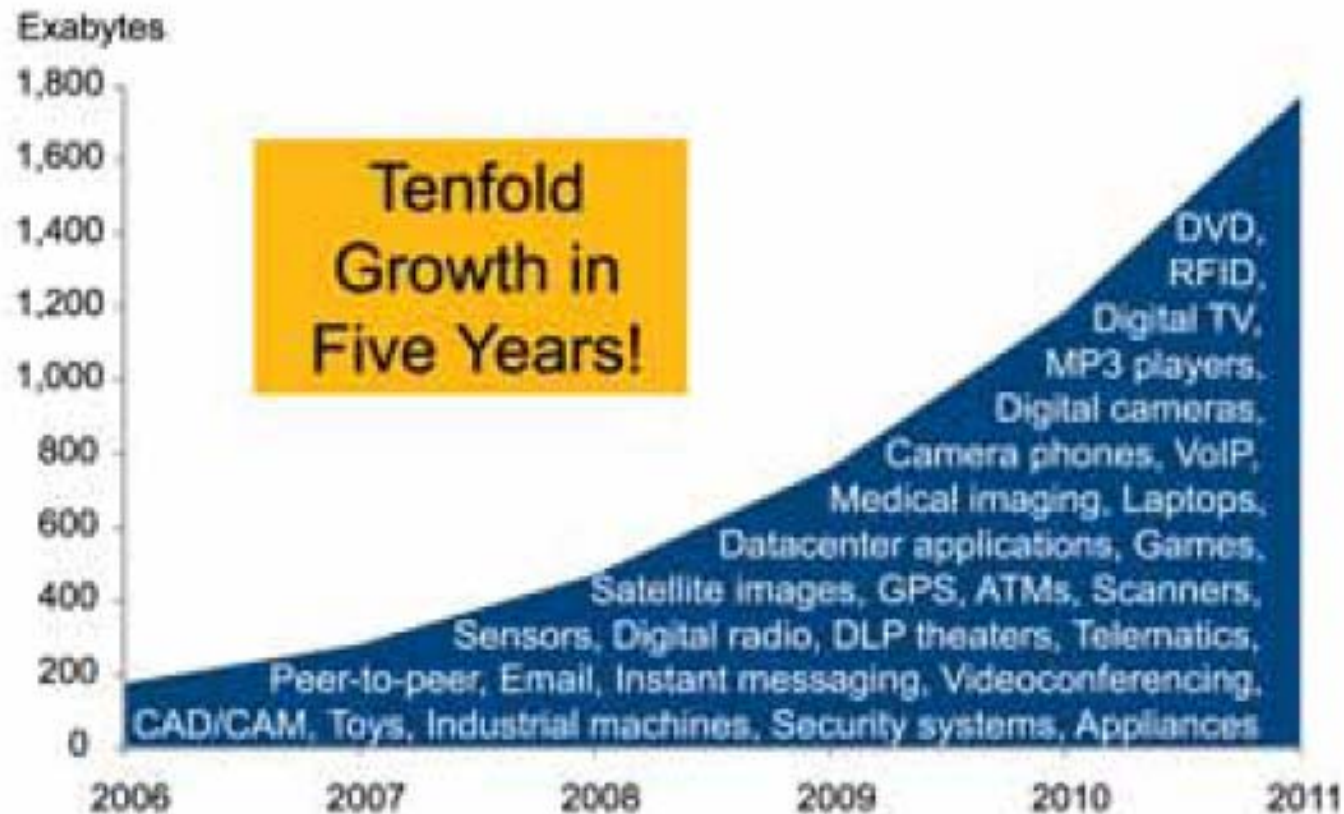 Exabytes
1,800
1,600
1,400
1,200
1,000
800
600
400
200
0
Tenfold
Growth in
Five Years!
DVD,
RFID,
Digital TV,
MP3 players,
Digital cameras,
Camera phones, VoIP,
Medical imaging, Laptops,
Datacenter applications, Games,
Satellite images, GPS, ATMs, Scanners,
Sensors, Digital radio, DLP theaters, Telematics,
Peer-to-peer, Email, Instant messaging, Videoconferencing,
CAD/CAM, Toys, Industrial machines, Security systems, Appliances
2006 2007 2008 2009 2010 2011